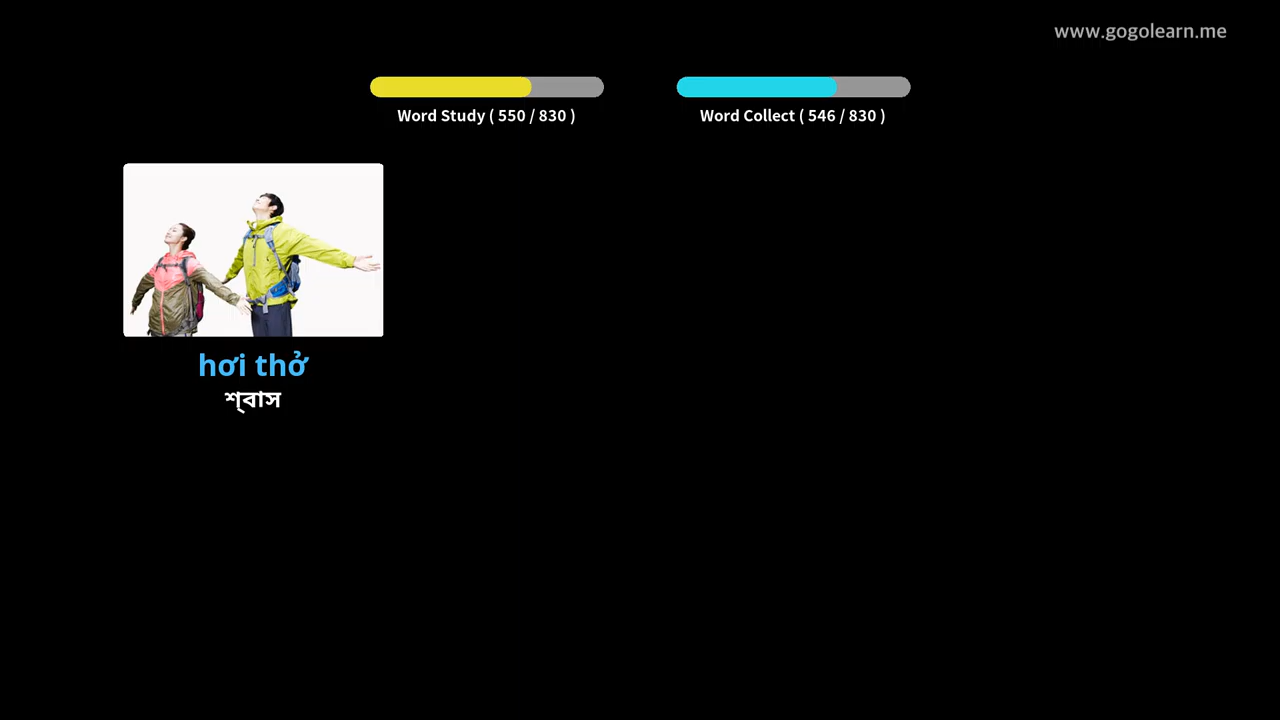 www.gogolearn.me
Word Study ( 550 / 830 )
Word Collect ( 546 / 830 )
hơi thở
শ্বাস